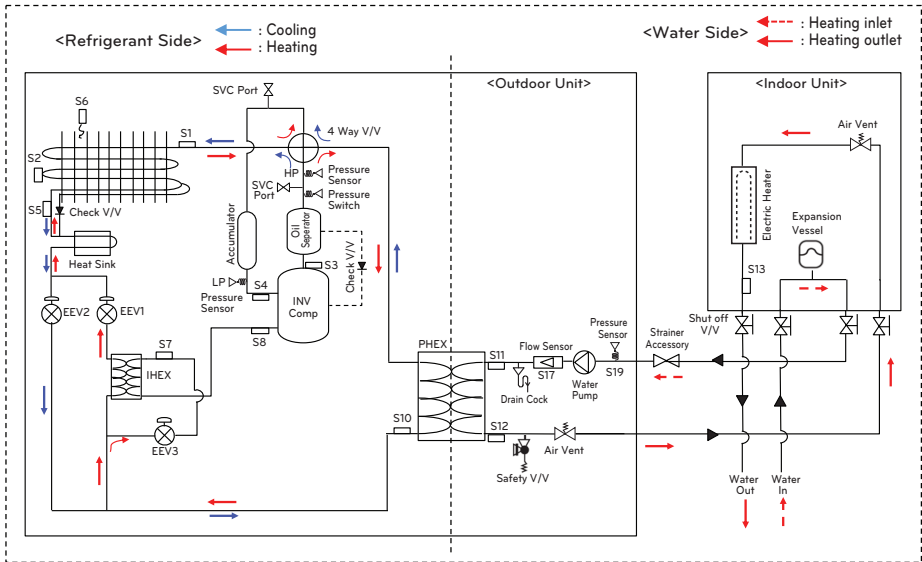 <Refrigerant Side>
: Cooling
: Heating
<Water Side>
: Heating inlet
: Heating outlet
<Outdoor Unit>
<Indoor Unit>
SVC Port
S6
S1
4 Way V/V
Air Vent
S2
HP
Pressure
Sensor
SVC
Port
Pressure
Switch
S5
Check V/V
Accumulator
Oil
Seperator
Electric Heater
Expansion
Vessel
Heat Sink
Check V/V
S3
LP
Pressure
Sensor
S4
INV
Comp
S13
EEV2
EEV1
S8
Shut off
V/V
PHEX
Pressure
Sensor
Strainer
Accessory
Flow Sensor
S7
IHEX
S11
S17
S19
Water
Pump
Drain Cock
S10
S12
EEV3
Air Vent
Safety V/V
Water
Out
Water
In